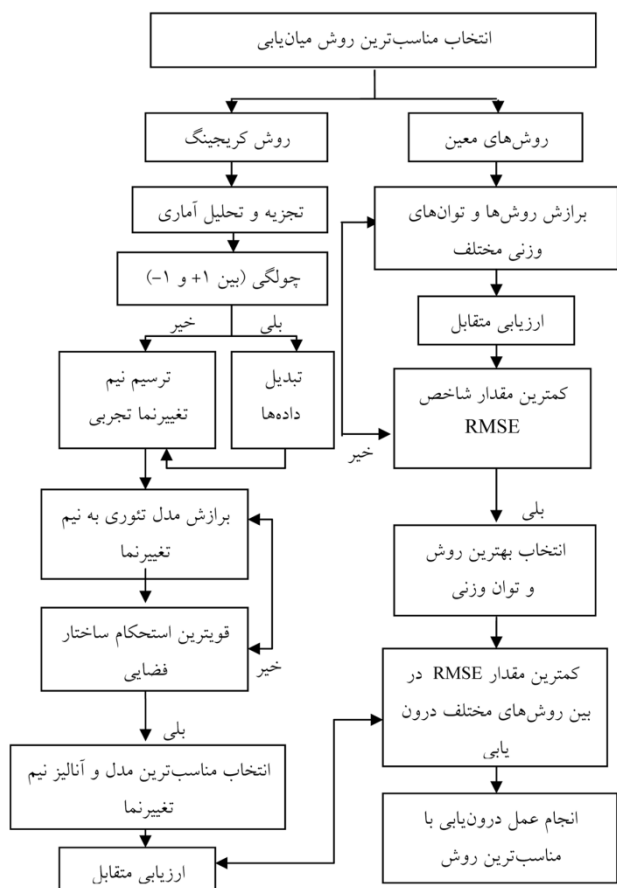 انتخاب مناسب‌ترین روش میان‌یابی
روش‌های معین
روش کریجینگ
برازش روش‌ها و توان‌های
وزنی مختلف
تجزیه و تحلیل آماری
چولگی (بین ۱+ و ۱−)
ارزیابی متقابل
بلی
خیر
تبدیل
داده‌ها
ترسیم نیم
تغییرنما تجربی
کمترین مقدار شاخص
RMSE
خیر
بلی
برازش مدل تئوری به نیم
تغییرنما
انتخاب بهترین روش
و توان وزنی
قویترین استحکام ساختار
فضایی
خیر
بلی
کمترین مقدار RMSE در
بین روش‌های مختلف درون
یابی
انتخاب مناسب‌ترین مدل و آنالیز نیم
تغییرنما
انجام عمل درون‌یابی با
مناسب‌ترین روش
ارزیابی متقابل